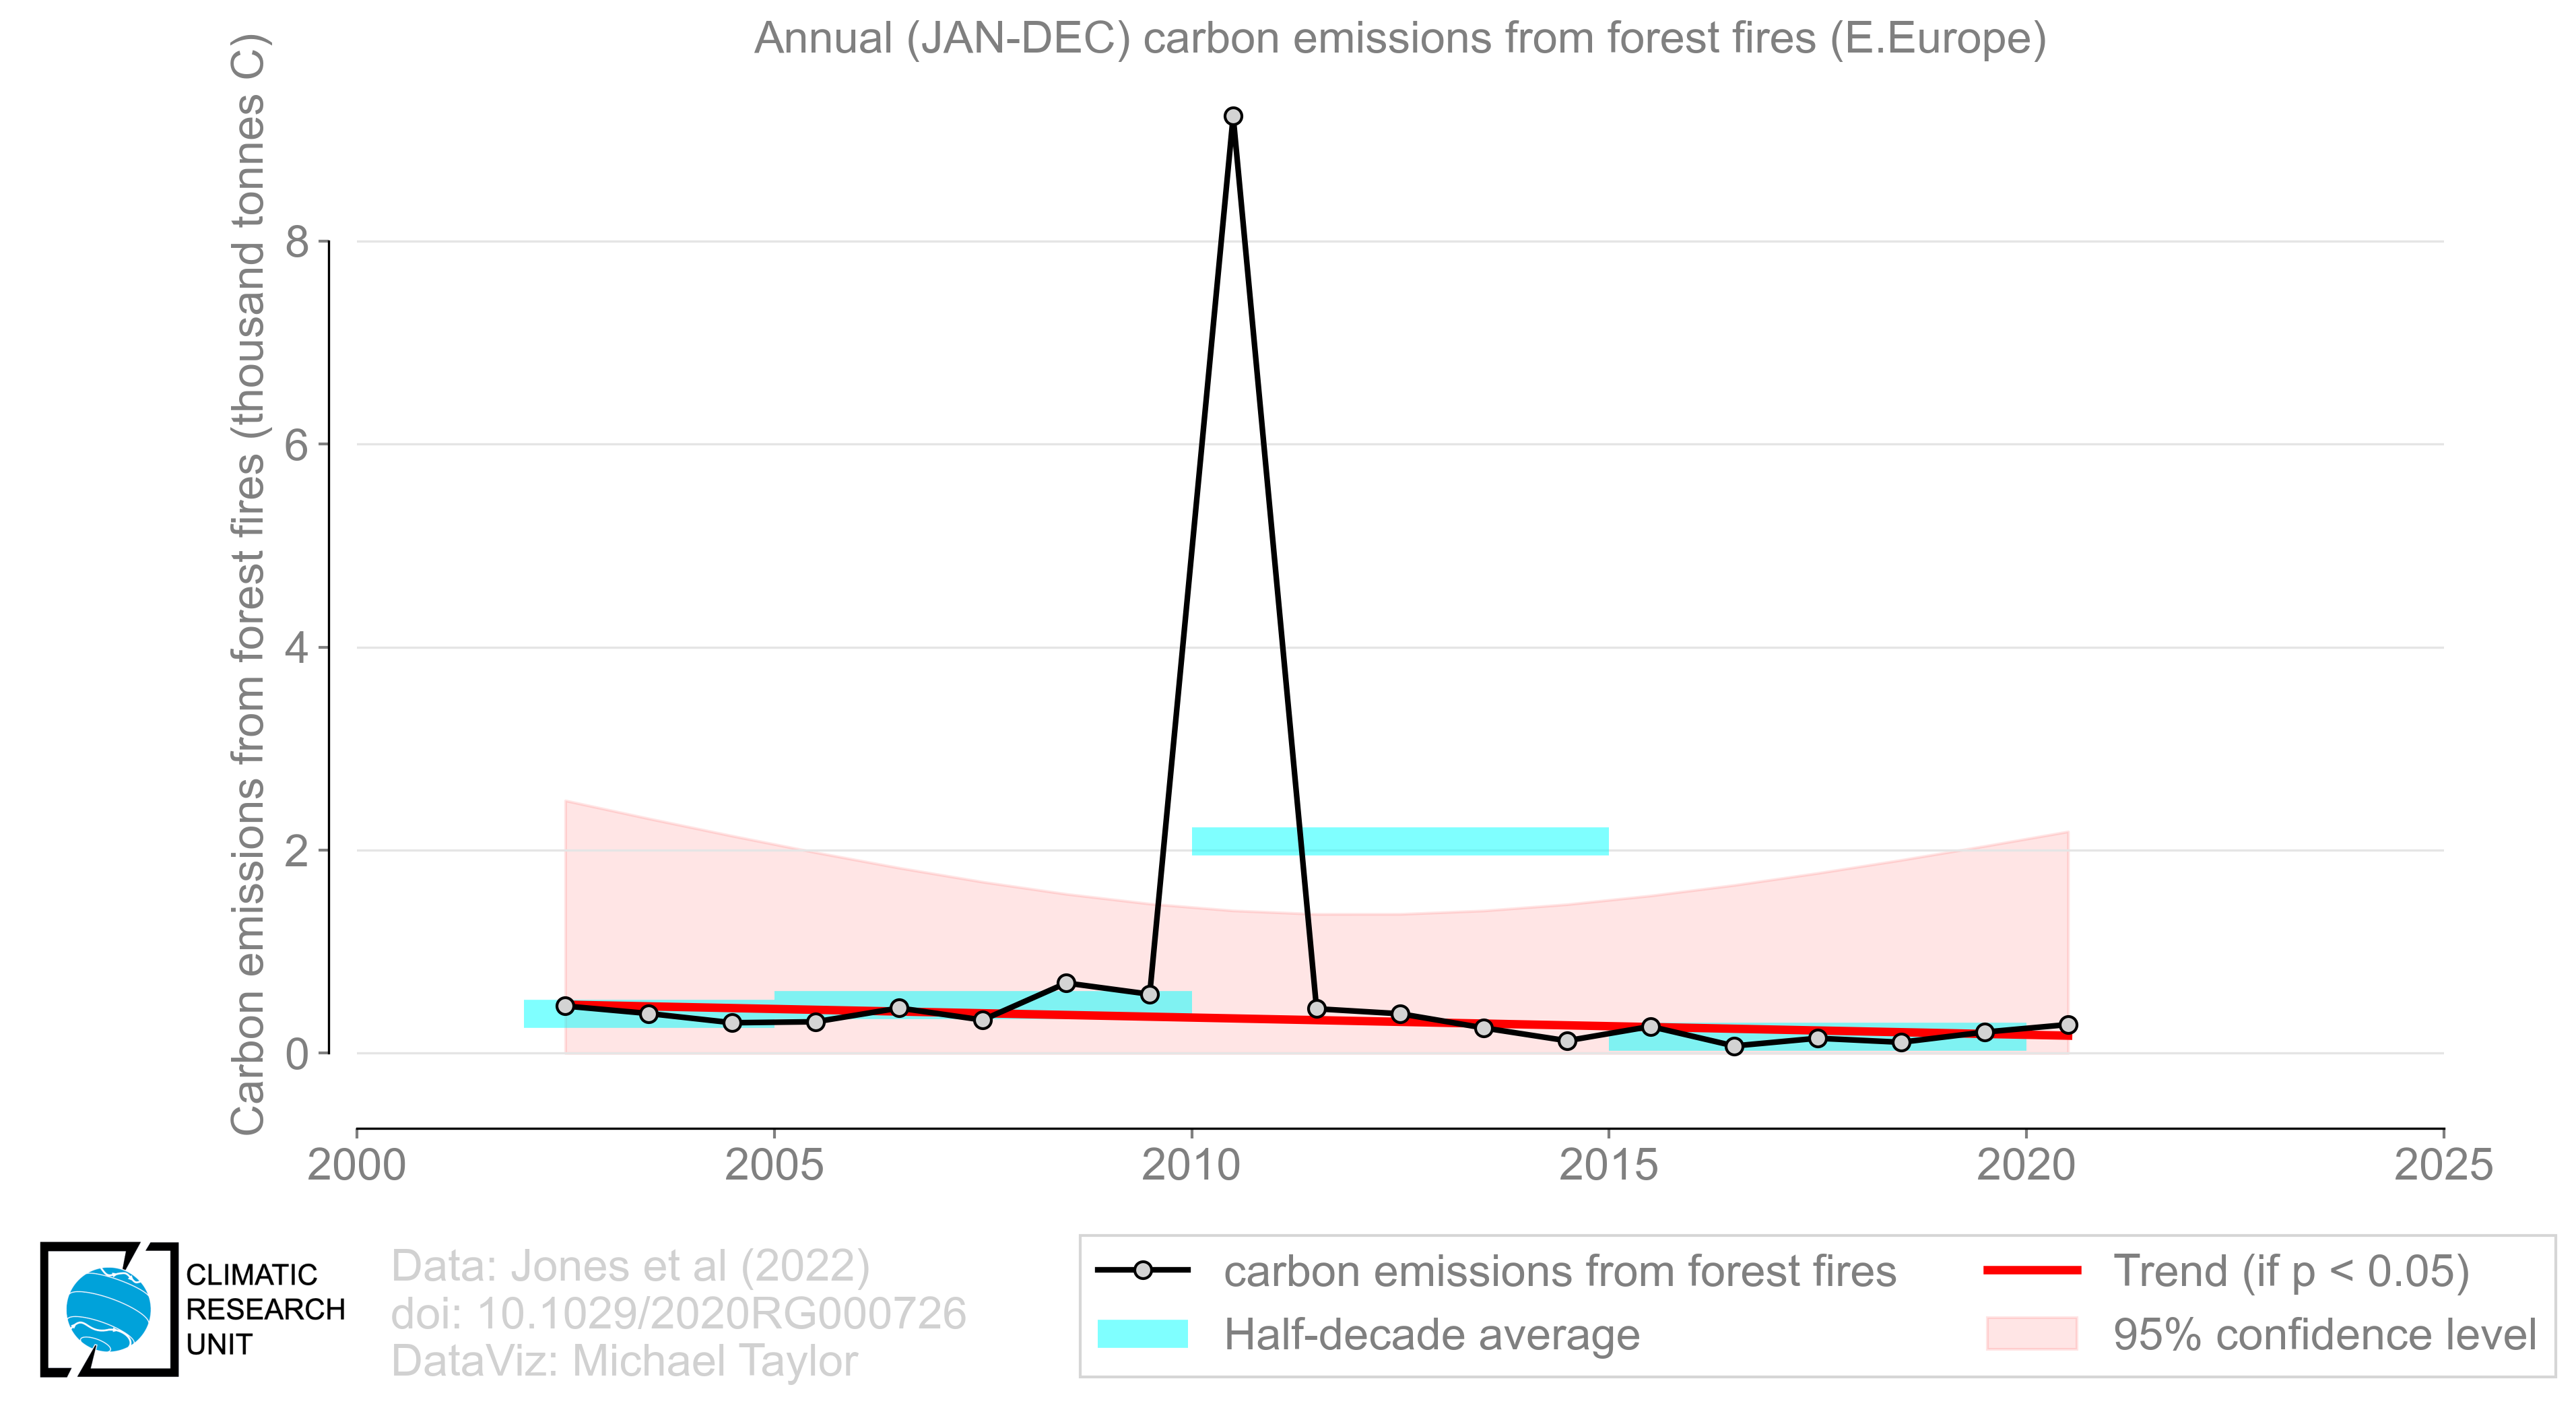 Annual (JAN-DEC) carbon emissions from forest fires (E.Europe)
Carbon emissions from forest fires (thousand tonnes C)
8
6
4
2
0
2000 2005 2010 2015 2020 2025
CLIMATIC
RESEARCH
UNIT
Data: Jones et al (2022)
doi: 10.1029/2020RG000726
DataViz: Michael Taylor
carbon emissions from forest fires
Half-decade average
Trend (if p < 0.05)
95% confidence level